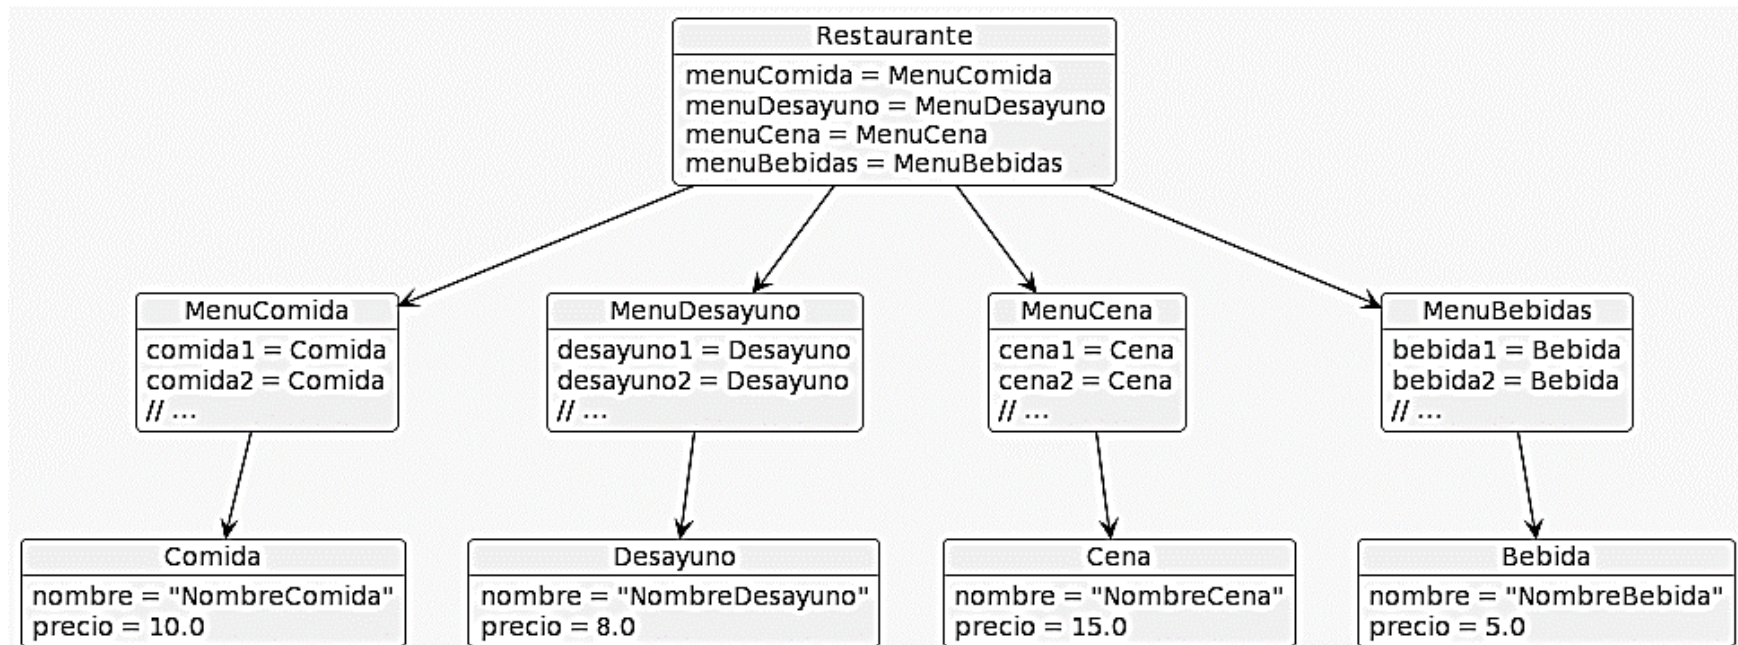 Restaurante
menuComida = MenuComida
menuDesayuno = MenuDesayuno
menuCena = MenuCena
menuBebidas = MenuBebidas
MenuComida
comida1 = Comida
comida2 = Comida
// ...
MenuDesayuno
desayuno1 = Desayuno
desayuno2 = Desayuno
// ...
MenuCena
cena1 = Cena
cena2 = Cena
// ...
MenuBebidas
bebida1 = Bebida
bebida2 = Bebida
// ...
Comida
nombre = "NombreComida"
precio = 10.0
Desayuno
nombre = "NombreDesayuno"
precio = 8.0
Cena
nombre = "NombreCena"
precio = 15.0
Bebida
nombre = "NombreBebida"
precio = 5.0